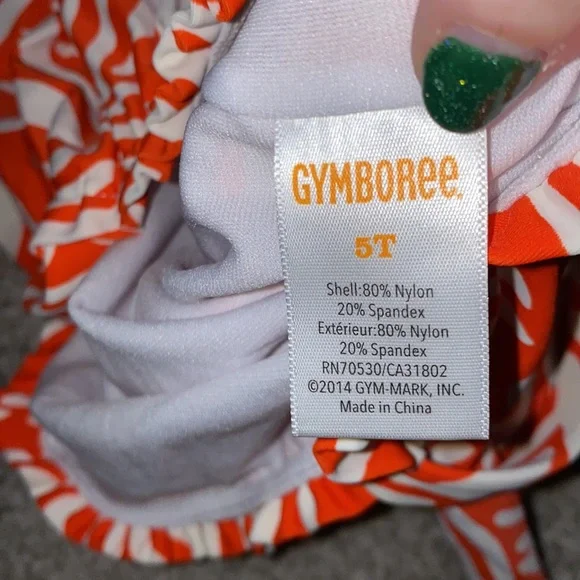 GYMBOREE
5T
Shell:80% Nylon
20% Spandex
Extérieur:80% Nylon
20% Spandex
RN70530/CA31802
©2014 GYM-MARK, INC.
Made in China